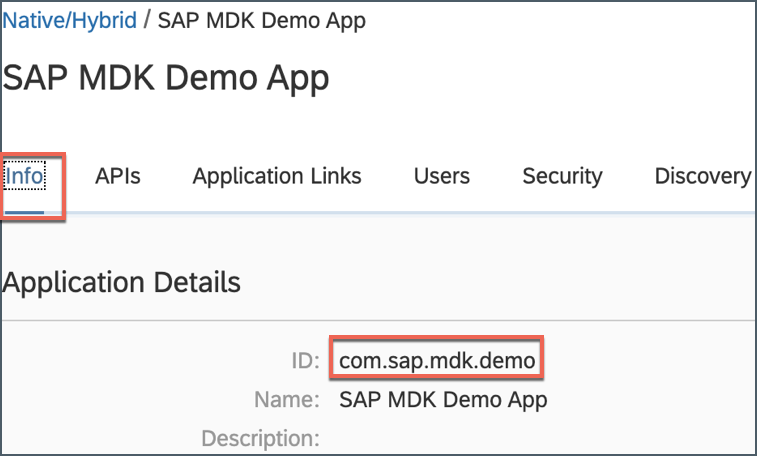 Native/Hybrid / SAP MDK Demo App
SAP MDK Demo App
Info APIs Application Links Users Security Discovery
Application Details
ID: com.sap.mdk.demo
Name: SAP MDK Demo App
Description: